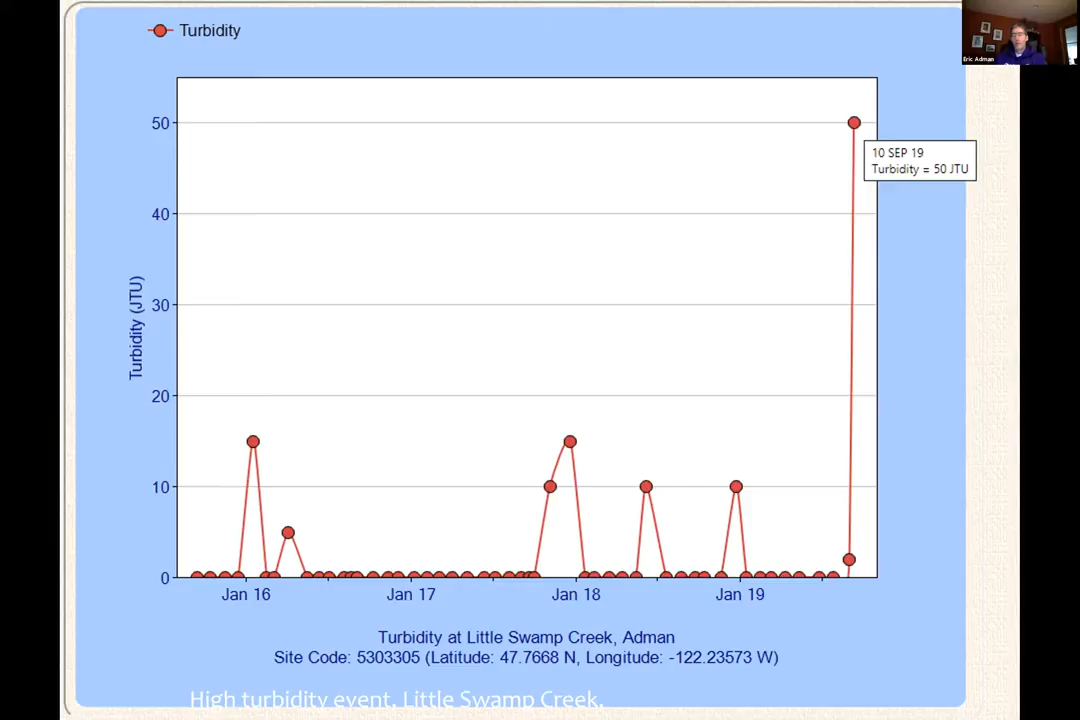 Turbidity
Eric Adman
50
10 SEP 19
Turbidity = 50 JTU
40
30
20
10
0
Turbidity (JTU)
Jan 16
Jan 17
Jan 18
Jan 19
Turbidity at Little Swamp Creek, Adman
Site Code: 5303305 (Latitude: 47.7668 N, Longitude: -122.23573 W)
High turbidity event, Little Swamp Creek,